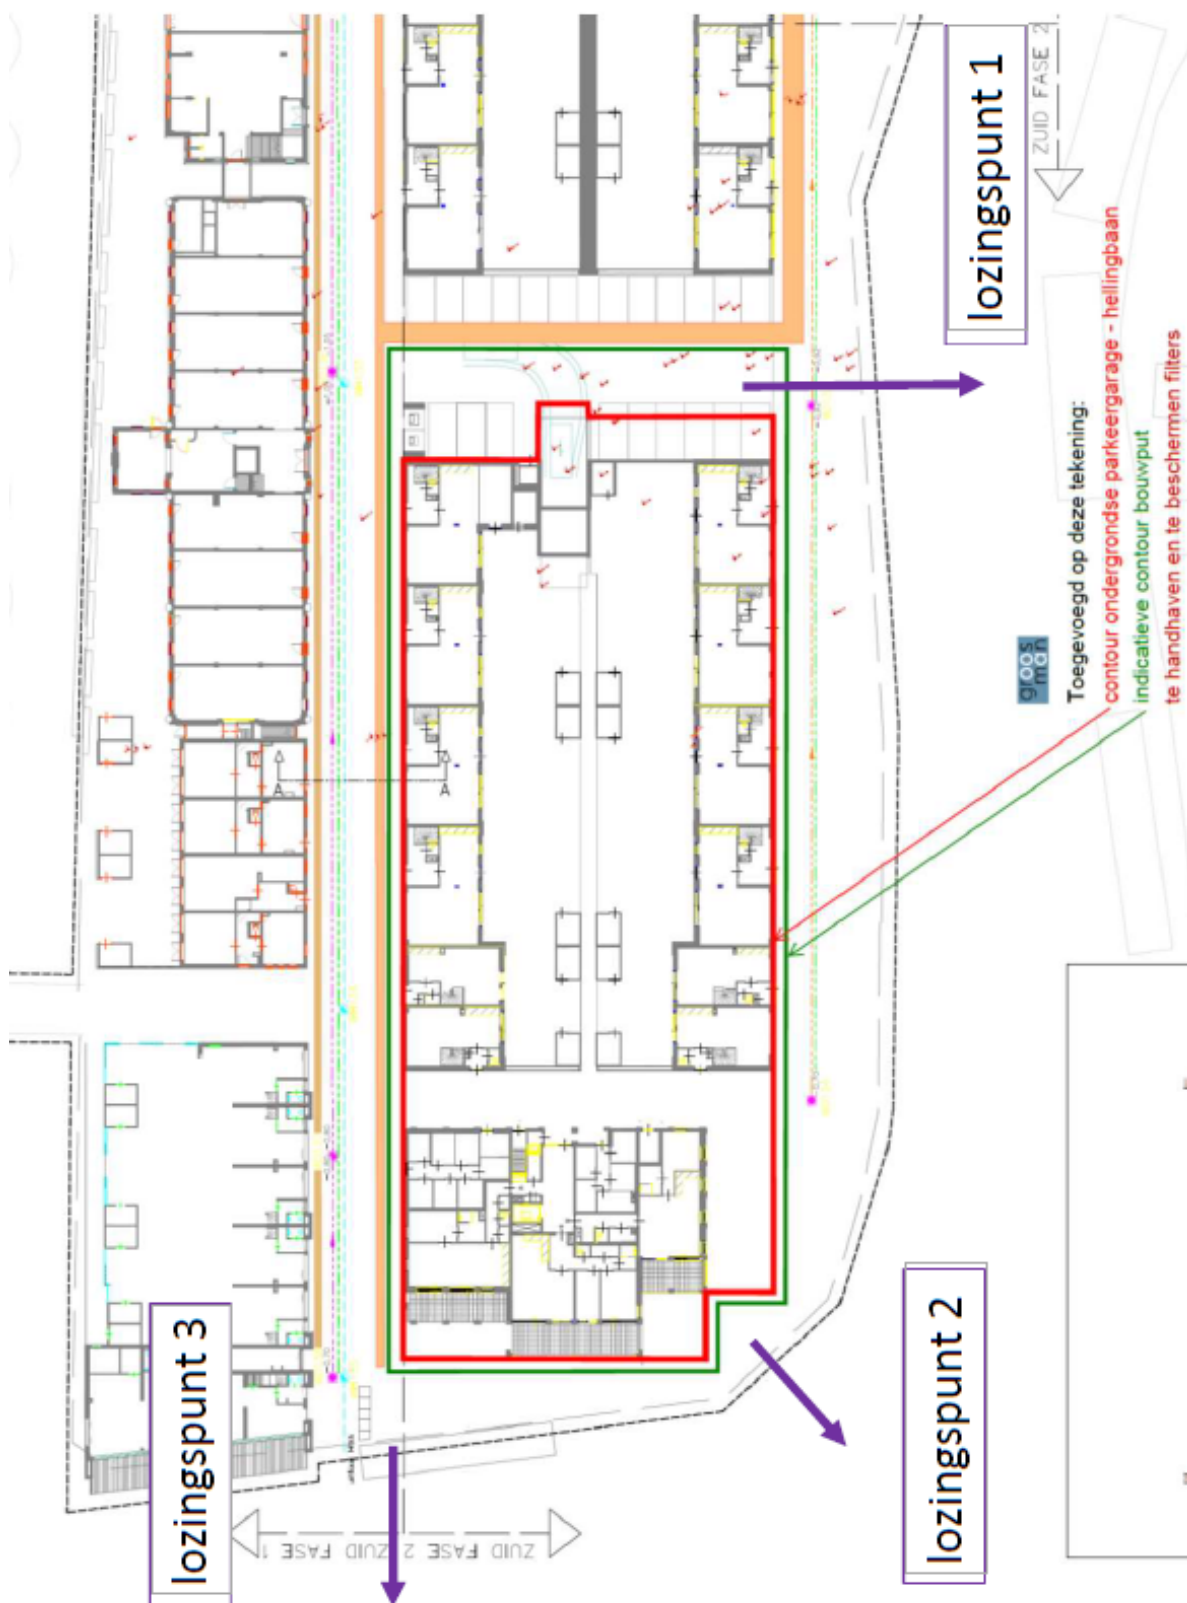 lozingspunt 1
ZUID FASE 2
groos
man
Toegevoegd op deze tekening:
contour ondergrondse parkeergarage - hellingbaan
indicatieve contour bouwput
te handhaven en te beschermen filters
A
A
lozingspunt 2
lozingspunt 3
ZUID FASE 2
ZUID FASE 1